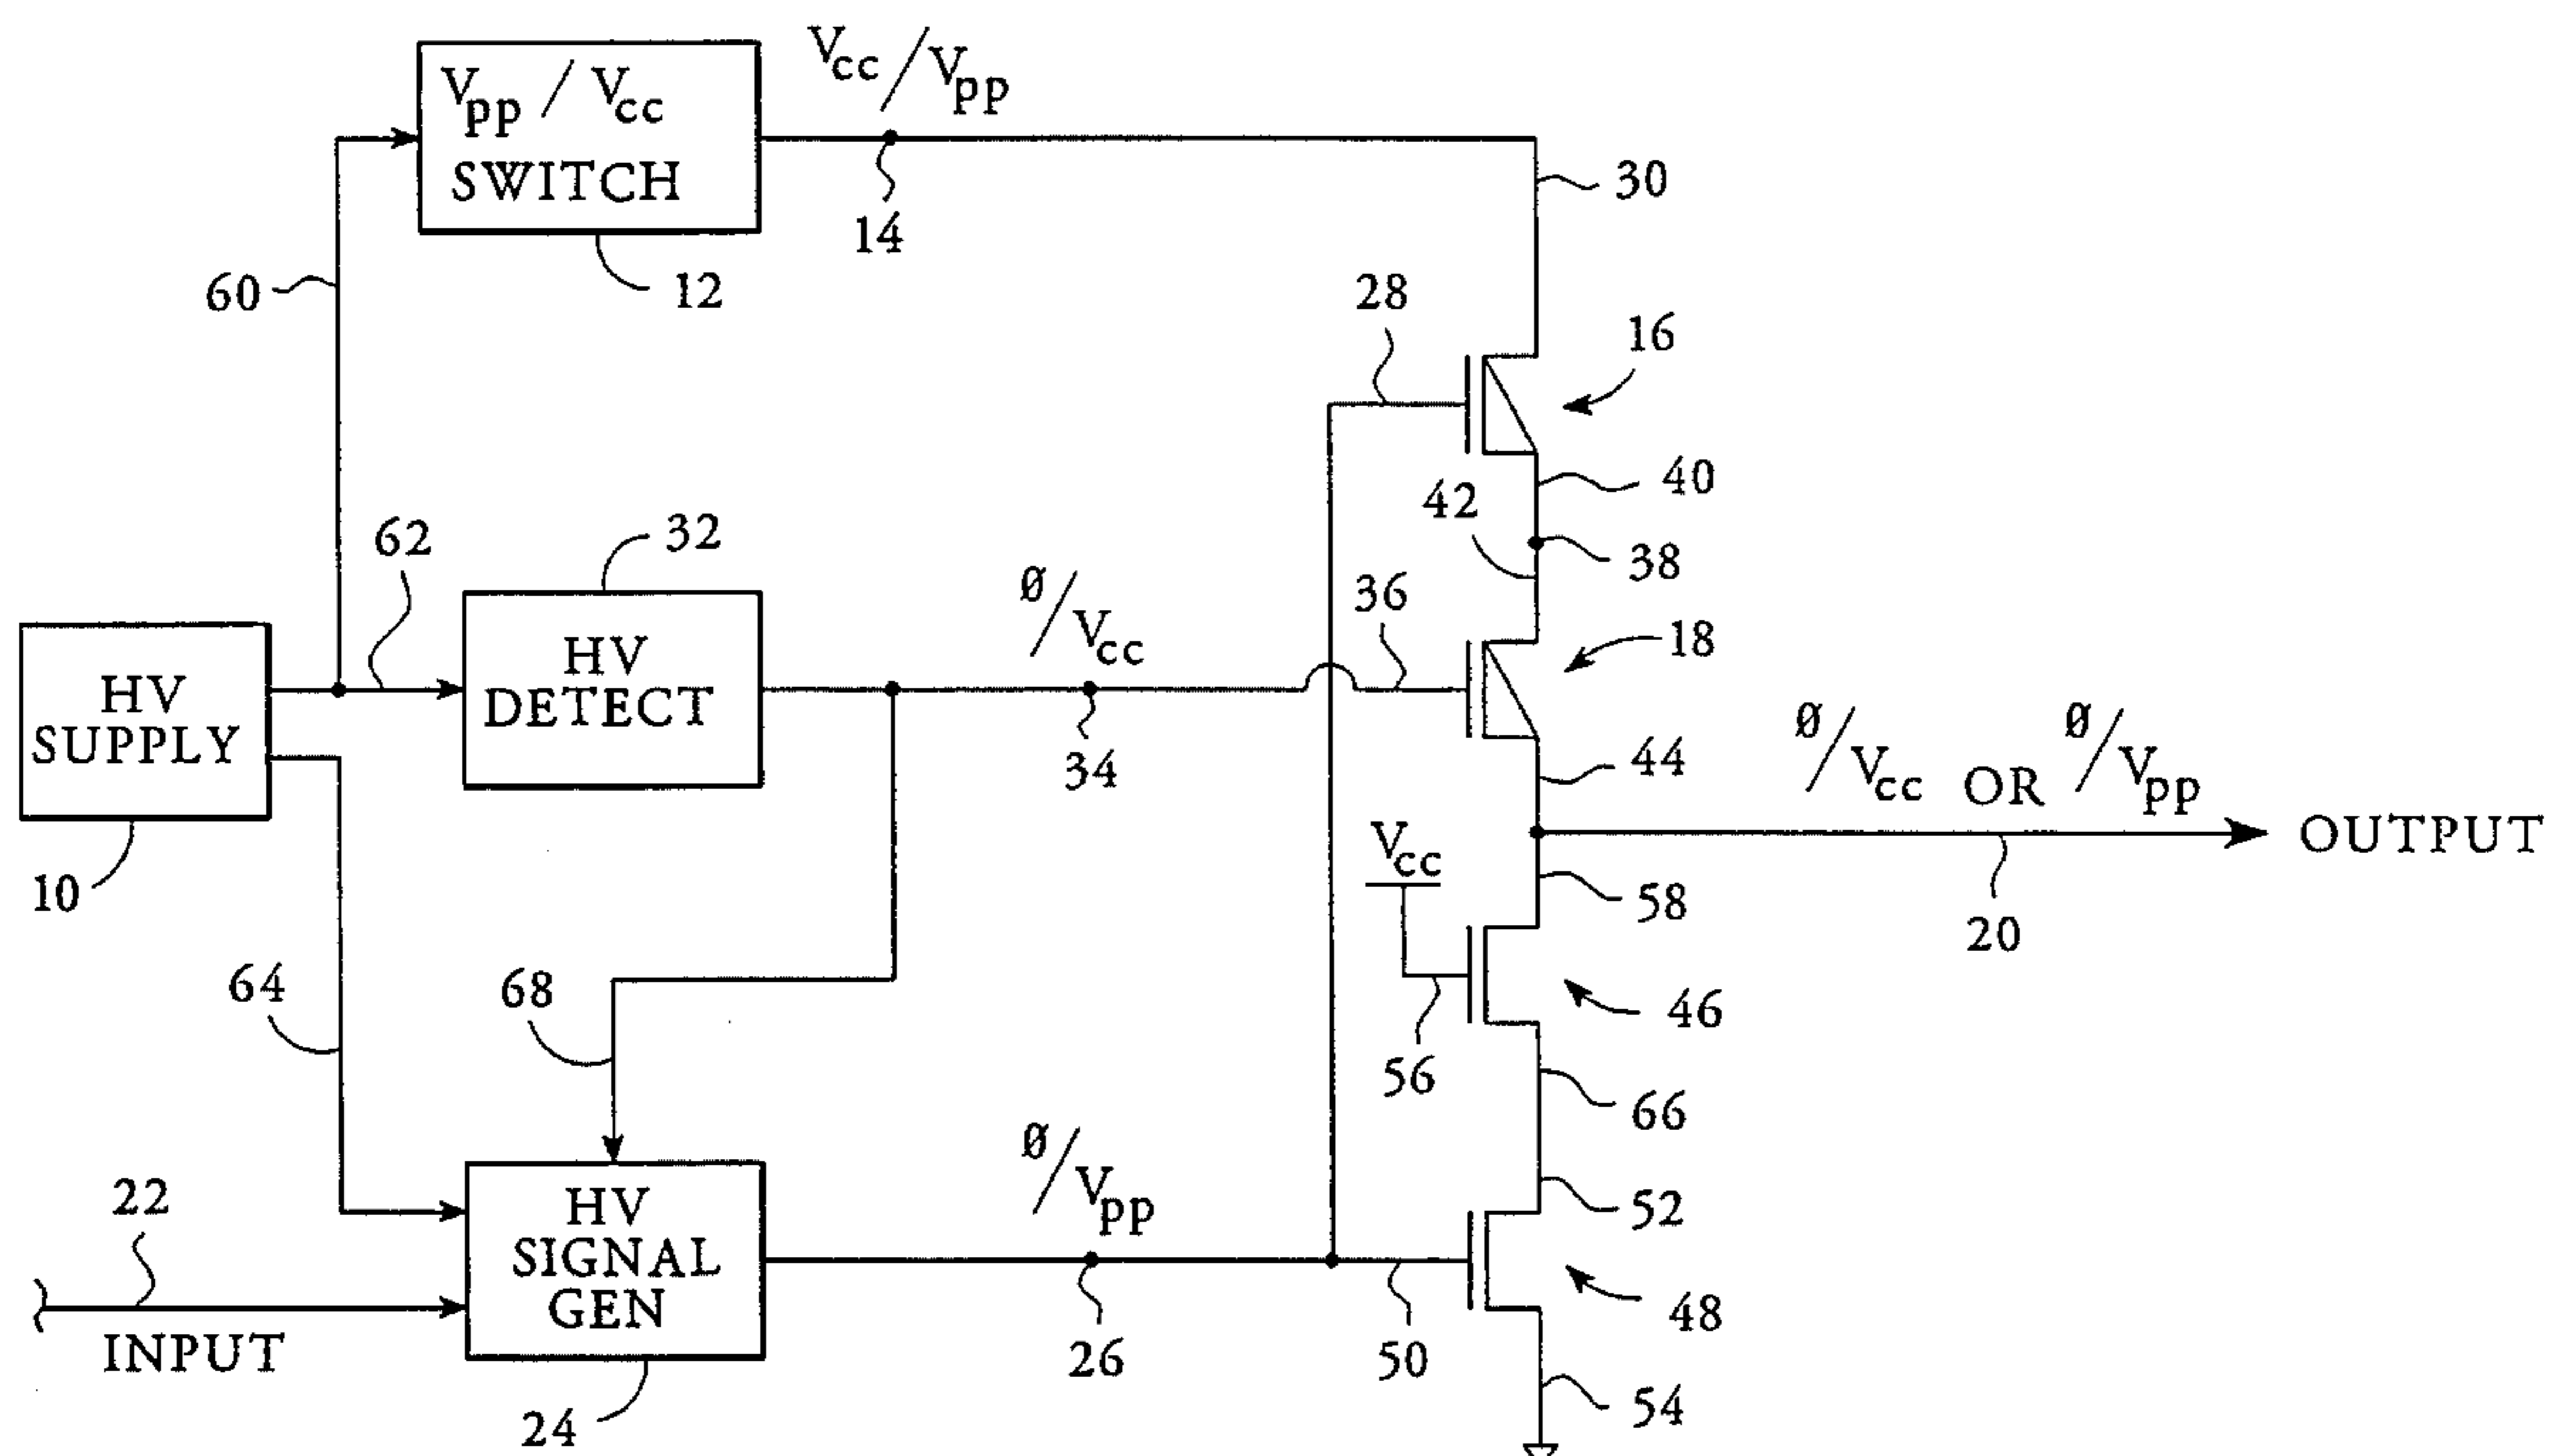 Vpp/Vcc
SWITCH
Vcc/Vpp
30
14
60
12
28
16
40
42
62
32
38
Ø/Vcc
36
18
HV
DETECT
HV
SUPPLY
34
44
Ø/Vcc OR Ø/Vpp
OUTPUT
Vcc
10
58
20
64
68
46
56
66
22
Ø/Vpp
52
HV
SIGNAL
GEN
INPUT
26
50
48
24
54